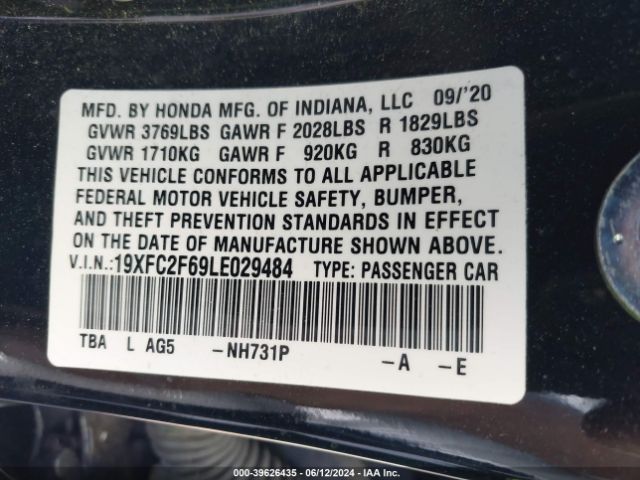 MFD. BY HONDA MFG. OF INDIANA, LLC 09/'20
GVWR 3769LBS GAWR F 2028LBS R 1829LBS
GVWR 1710KG GAWR F 920KG R 830KG
THIS VEHICLE CONFORMS TO ALL APPLICABLE
FEDERAL MOTOR VEHICLE SAFETY, BUMPER,
AND THEFT PREVENTION STANDARDS IN EFFECT
ON THE DATE OF MANUFACTURE SHOWN ABOVE.
V.I.N.:19XFC2F69LE029484 TYPE: PASSENGER CAR
TBA L AG5 -NH731P -A -E
000-39626435 - 06/12/2024 - IAA Inc.